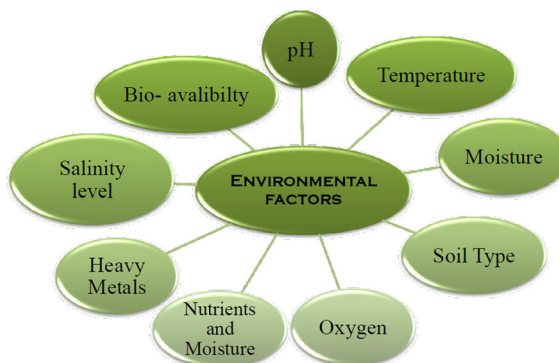 pH
Temperature
Bio- avalibilty
Moisture
Salinity
level
ENVIRONMENTAL
FACTORS
Soil Type
Heavy
Metals
Nutrients
and
Moisture
Oxygen